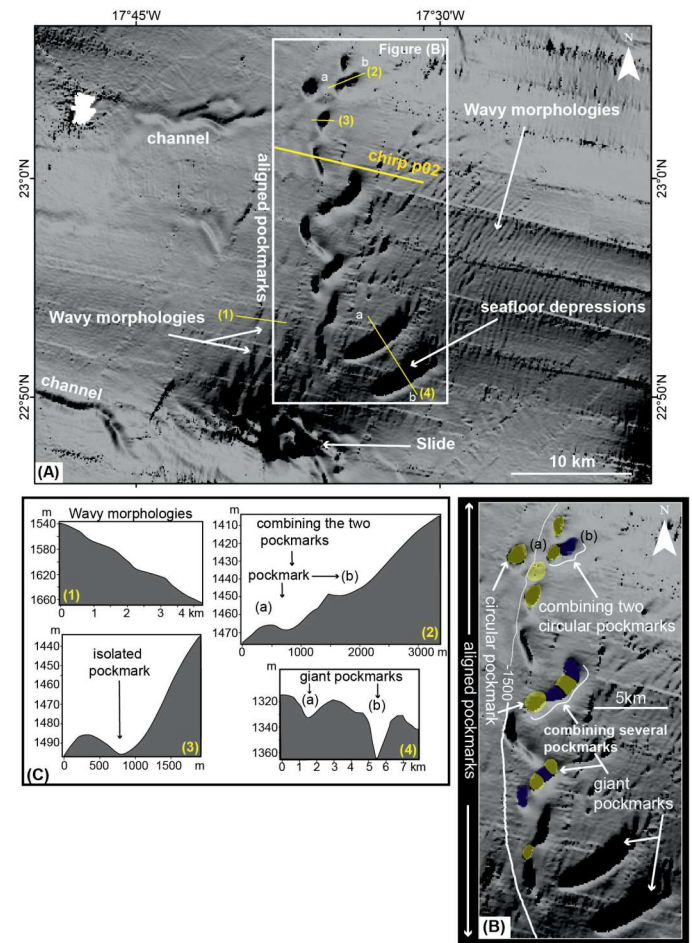 17°45'W
17°30'W
Figure (B)
N
a
b
(2)
(3)
channel
Wavy morphologies
chirp p02
aligned pockmarks
23°0'N
23°0'N
(1)
a
seafloor depressions
Wavy morphologies
(4)
b
channel
22°50'N
22°50'N
Slide
10 km
(A)
m
Wavy morphologies
1540
1580
1620
1660
(1)
0 1 2 3 4 km
m
1410
1420
1430
1440
1450
1460
1470
combining the two
pockmarks
pockmark
(b)
(a)
(2)
0 1000 2000 3000 m
m
1440
1450
1460
1470
1480
1490
isolated
pockmark
(3)
0 500 1000 1500 m
m
giant pockmarks
(a)
(b)
1320
1340
1360
(4)
0 1 2 3 4 5 6 7 km
(C)
N
(a)
(b)
circular pockmark
combining two
circular pockmarks
aligned pockmarks
-1500
5km
combining several
pockmarks
giant
pockmarks
(B)